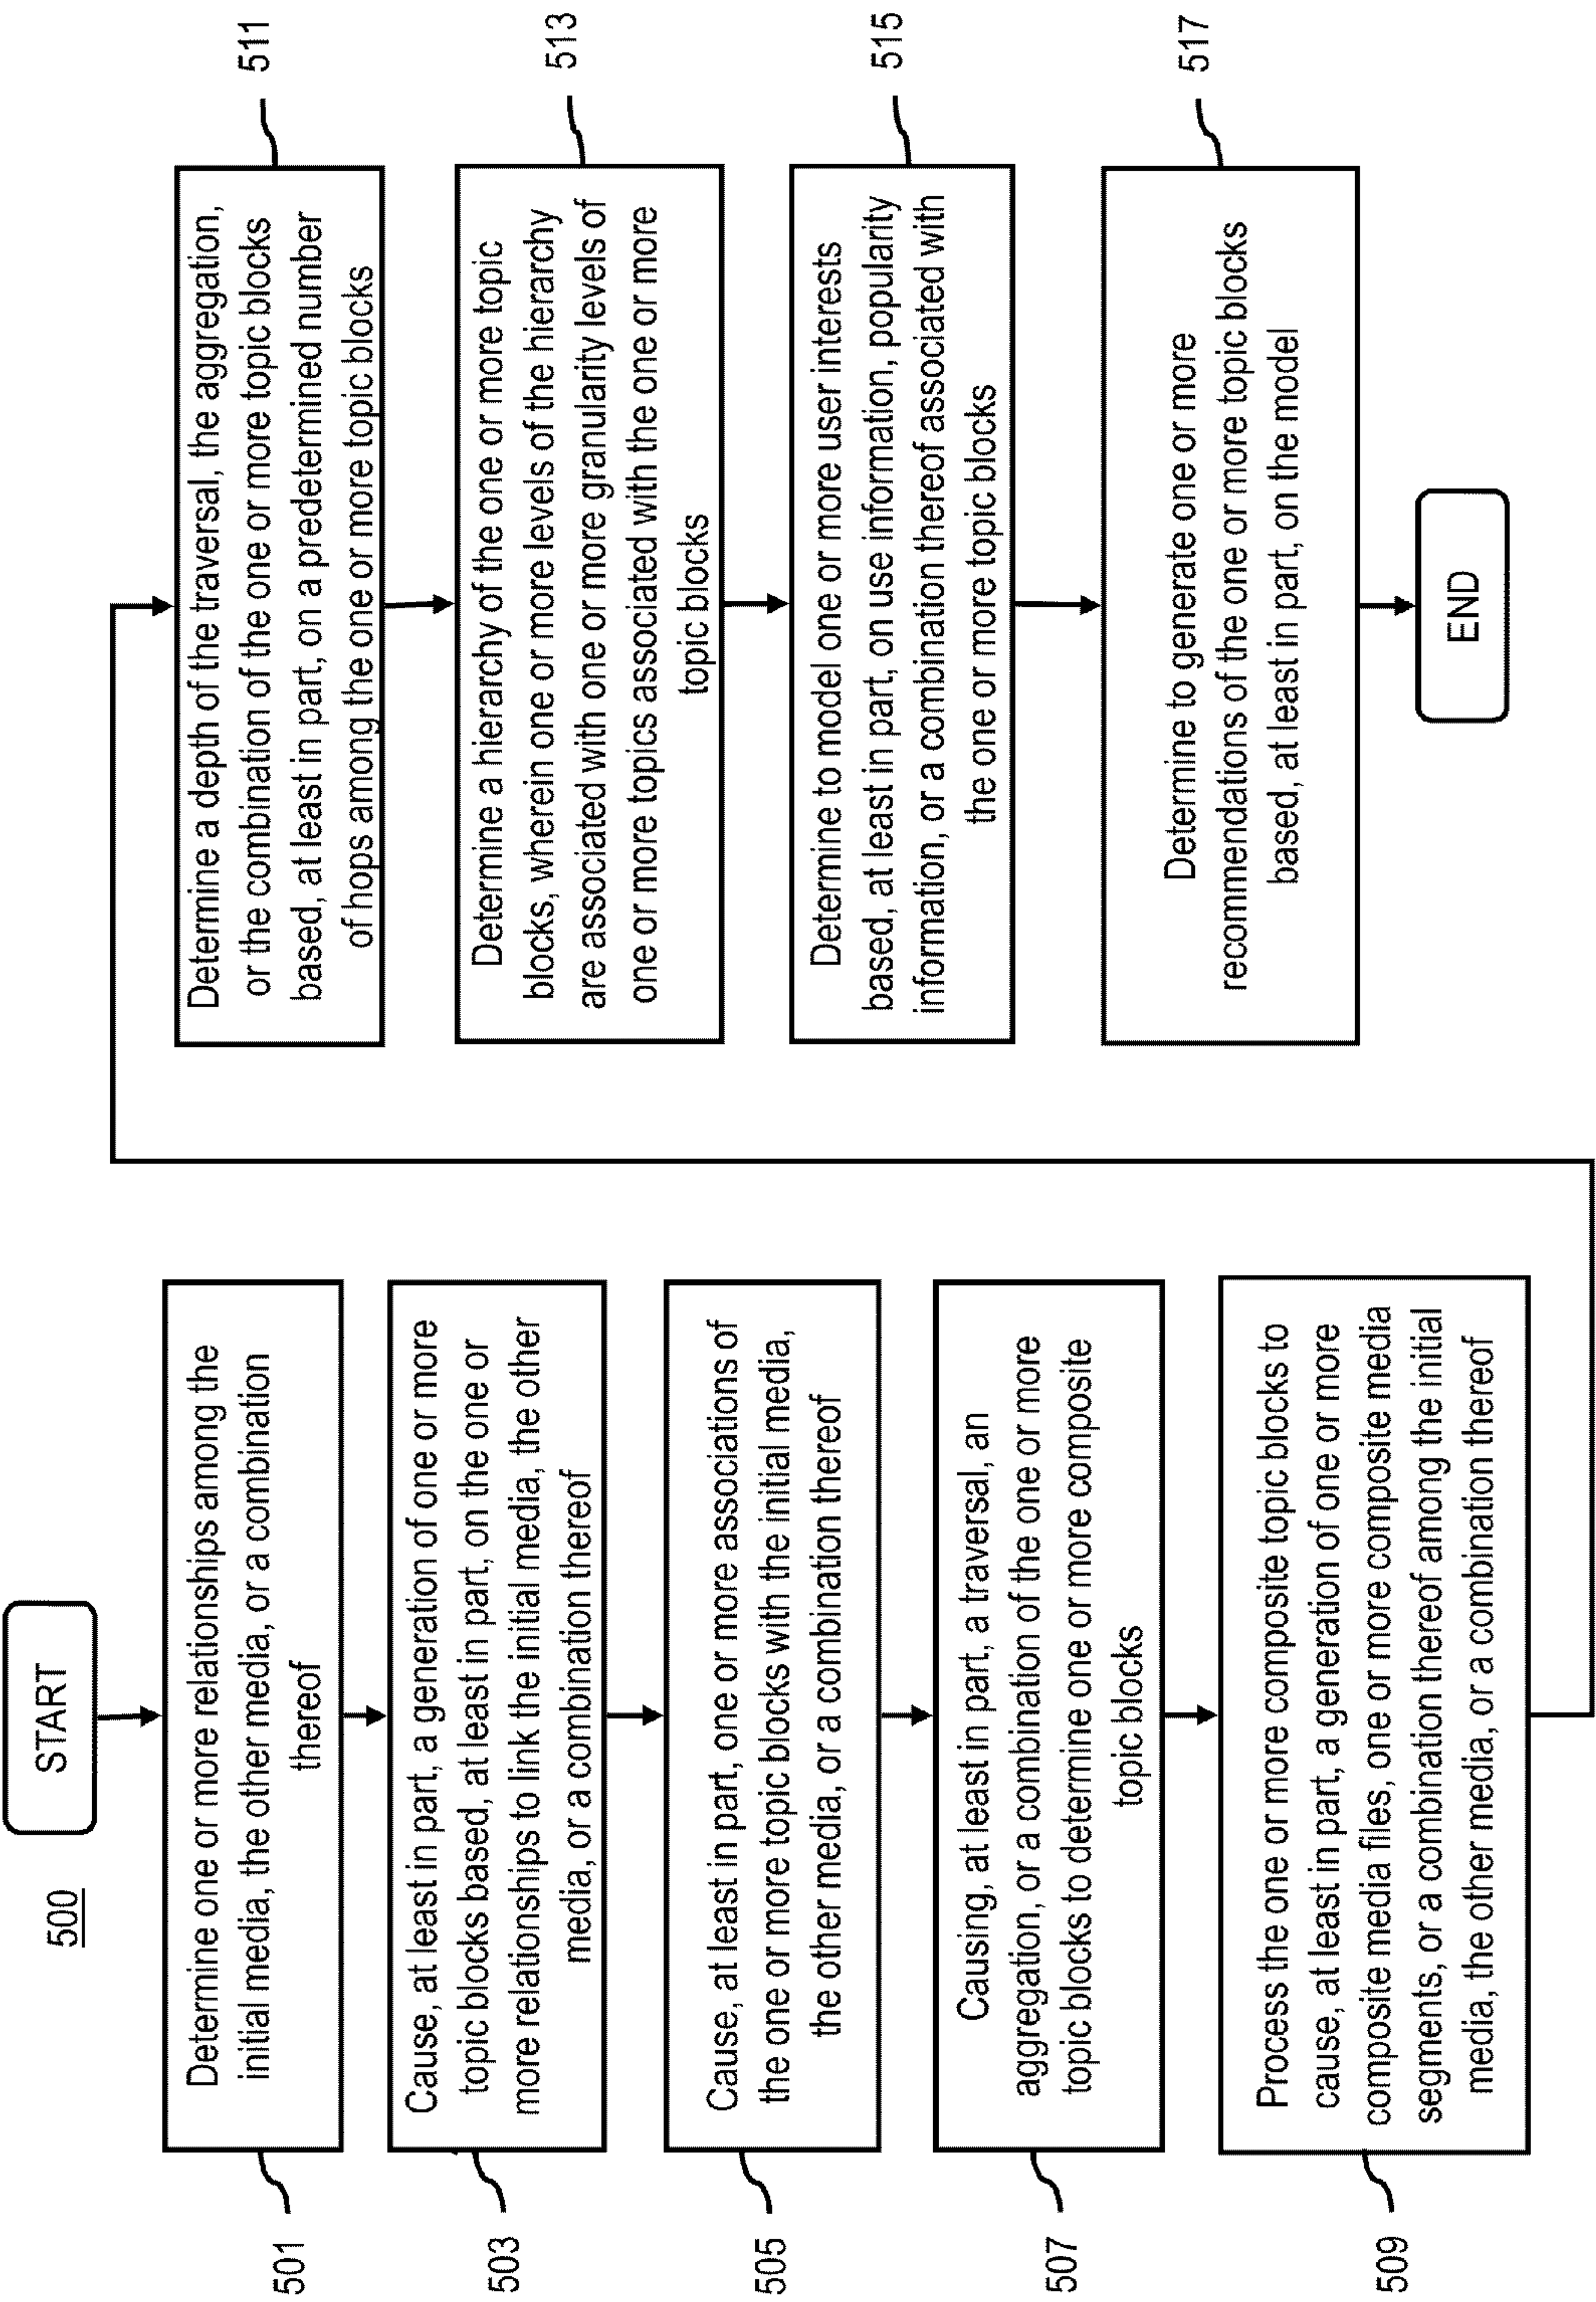 500
START
501
Determine one or more relationships among the
initial media, the other media, or a combination
thereof
503
Cause, at least in part, a generation of one or more
topic blocks based, at least in part, on the one or
more relationships to link the initial media, the other
media, or a combination thereof
505
Cause, at least in part, one or more associations of
the one or more topic blocks with the initial media,
the other media, or a combination thereof
507
Causing, at least in part, a traversal, an
aggregation, or a combination of the one or more
topic blocks to determine one or more composite
topic blocks
509
Process the one or more composite topic blocks to
cause, at least in part, a generation of one or more
composite media files, one or more composite media
segments, or a combination thereof among the initial
media, the other media, or a combination thereof
511
Determine a depth of the traversal, the aggregation,
or the combination of the one or more topic blocks
based, at least in part, on a predetermined number
of hops among the one or more topic blocks
513
Determine a hierarchy of the one or more topic
blocks, wherein one or more levels of the hierarchy
are associated with one or more granularity levels of
one or more topics associated with the one or more
topic blocks
515
Determine to model one or more user interests
based, at least in part, on use information, popularity
information, or a combination thereof associated with
the one or more topic blocks
517
Determine to generate one or more
recommendations of the one or more topic blocks
based, at least in part, on the model
END